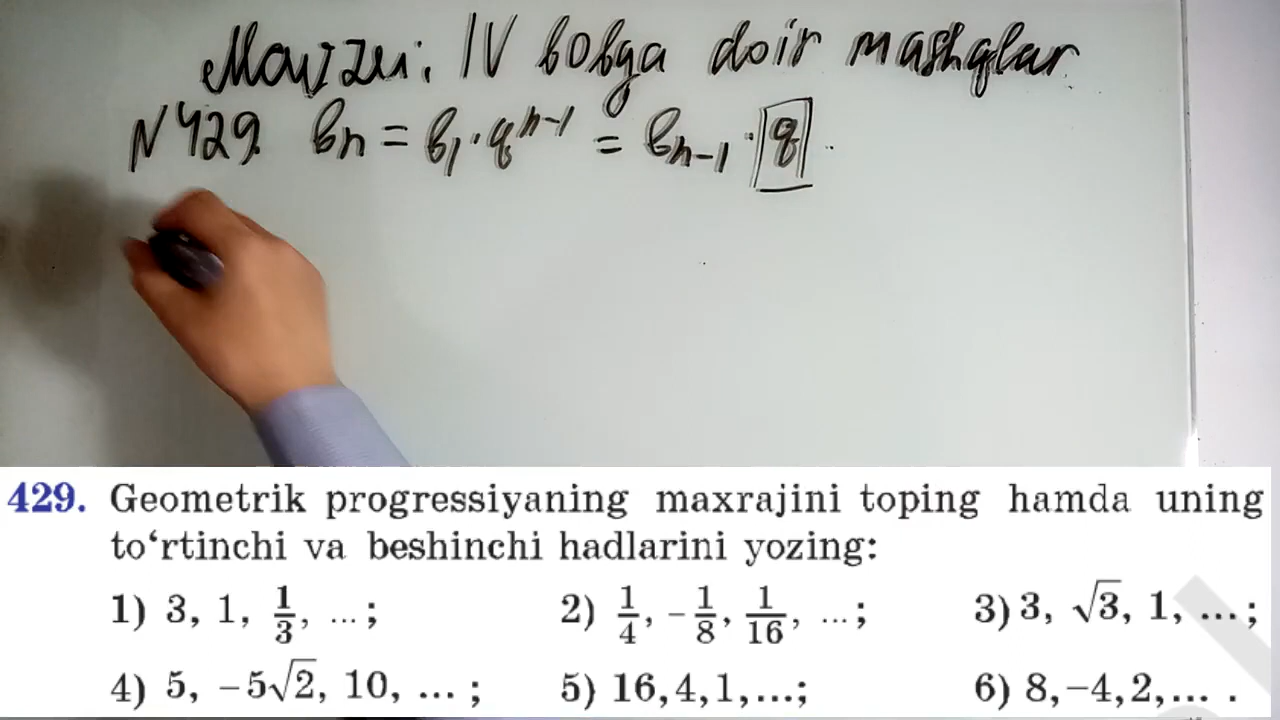 Mavzu: IV bobga doir mashqlar
N429. bn = b₁·qⁿ⁻¹ = bₙ₋₁·q.
429. Geometrik progressiyaning maxrajini toping hamda uning
to‘rtinchi va beshinchi hadlarini yozing:
1) 3, 1, 1/3, ...; 2) 1/4, -1/8, 1/16, ...; 3) 3, √3, 1, ...;
4) 5, -5√2, 10, ...; 5) 16,4,1,...; 6) 8,-4,2,... .